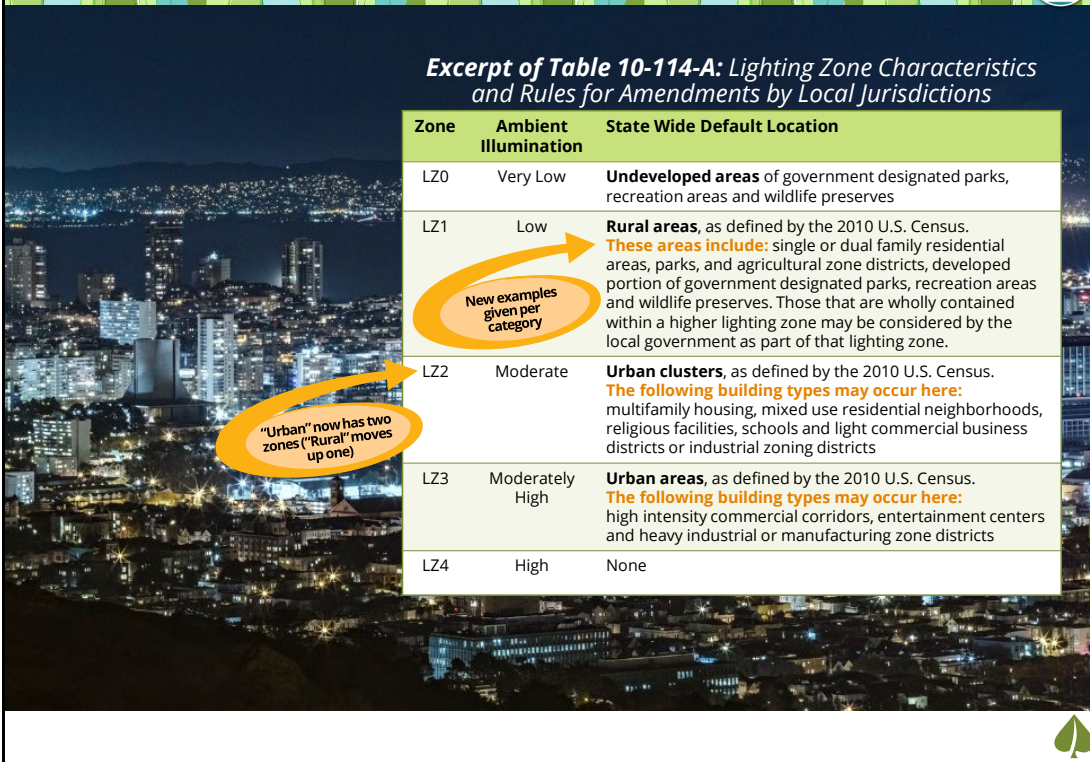 Excerpt of Table 10-114-A: Lighting Zone Characteristics
and Rules for Amendments by Local Jurisdictions
Zone Ambient Illumination State Wide Default Location
LZ0 Very Low Undeveloped areas of government designated parks,
recreation areas and wildlife preserves
LZ1 Low Rural areas, as defined by the 2010 U.S. Census.
These areas include: single or dual family residential
areas, parks, and agricultural zone districts, developed
portion of government designated parks, recreation areas
and wildlife preserves. Those that are wholly contained
within a higher lighting zone may be considered by the
local government as part of that lighting zone.
New examples
given per
category
LZ2 Moderate Urban clusters, as defined by the 2010 U.S. Census.
The following building types may occur here:
multifamily housing, mixed use residential neighborhoods,
religious facilities, schools and light commercial business
districts or industrial zoning districts
"Urban" now has two
zones ("Rural" moves
up one)
LZ3 Moderately High Urban areas, as defined by the 2010 U.S. Census.
The following building types may occur here:
high intensity commercial corridors, entertainment centers
and heavy industrial or manufacturing zone districts
LZ4 High None